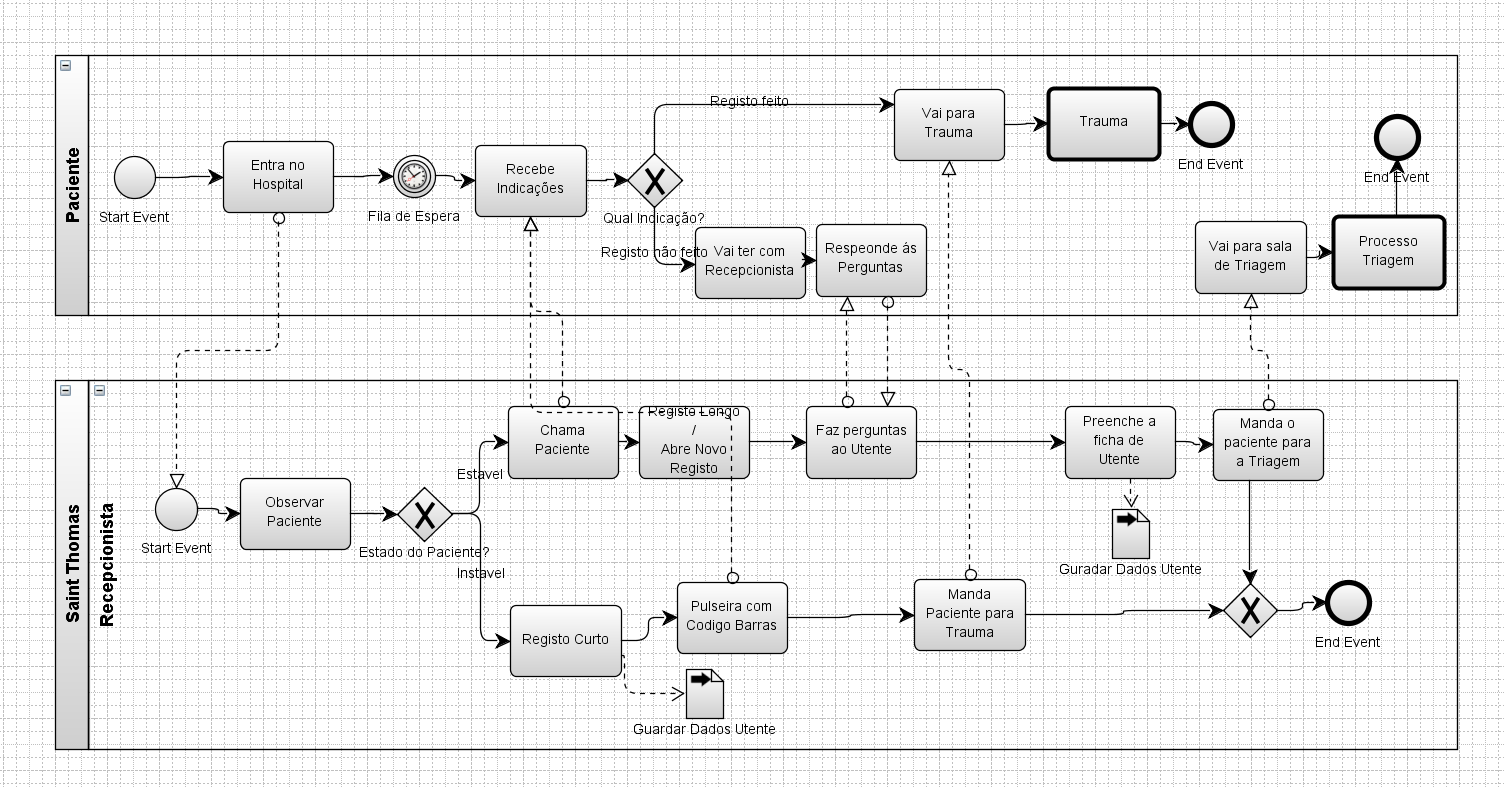 Paciente
Start Event
Entra no
Hospital
Fila de Espera
Recebe
Indicações
Qual Indicação?
Registo feito
Registo não feito
Vai ter com
Recepcionista
Respeonde ás
Perguntas
Vai para
Trauma
Trauma
End Event
Vai para sala
de Triagem
Processo
Triagem
End Event
Saint Thomas
Recepcionista
Start Event
Observar
Paciente
Estado do Paciente?
Estavel
Instavel
Chama
Paciente
Registo Longo
/
Abre Novo
Registo
Faz perguntas
ao Utente
Preenche a
ficha de
Utente
Guradar Dados Utente
Manda o
paciente para
a Triagem
Registo Curto
Guardar Dados Utente
Pulseira com
Codigo Barras
Manda
Paciente para
Trauma
End Event